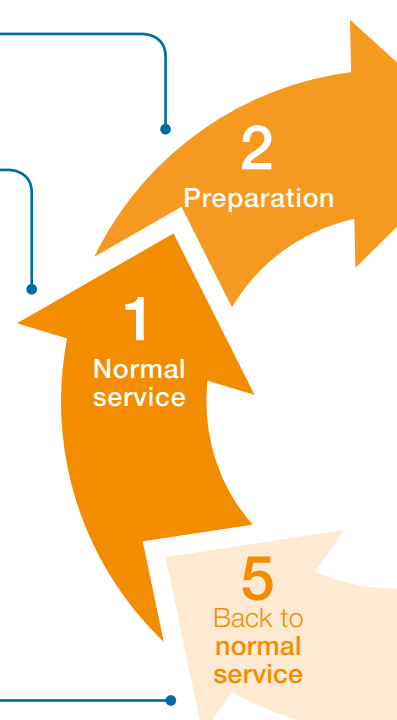 2
Preparation
1
Normal
service
5
Back to
normal
service